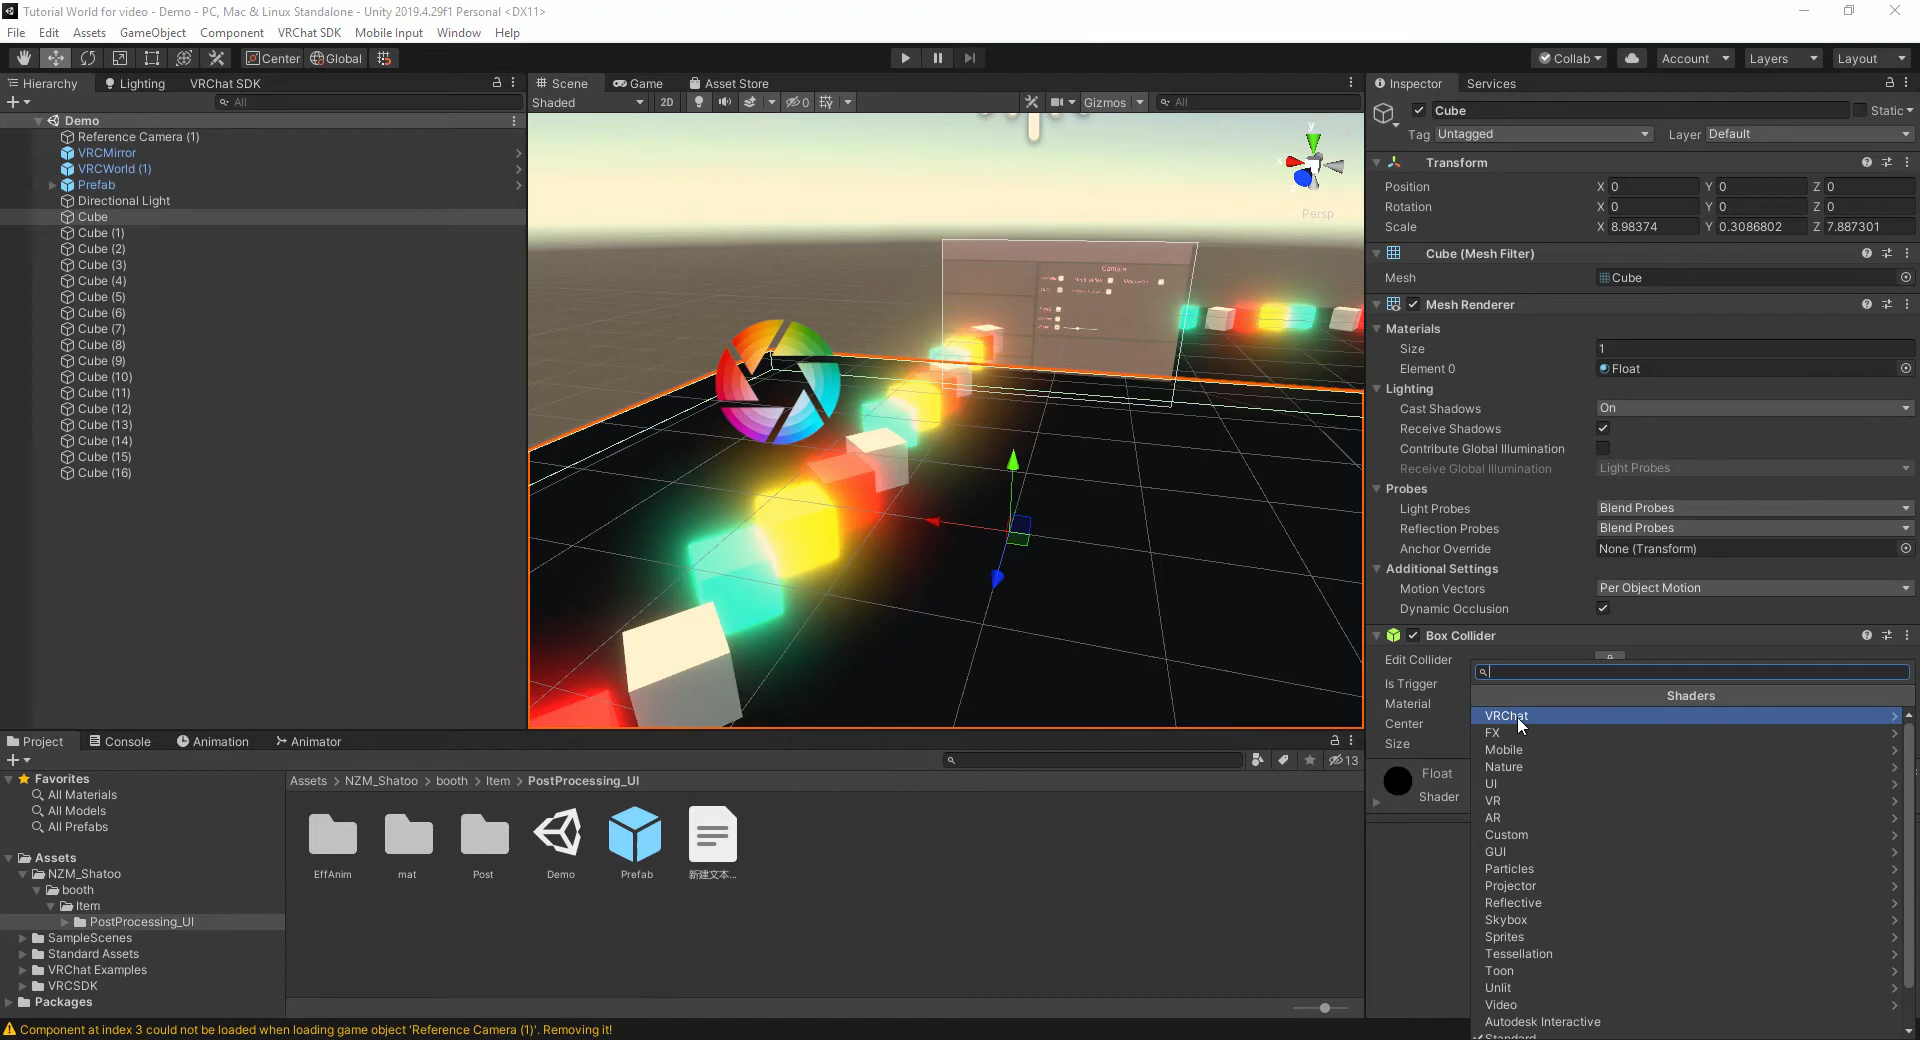 Tutorial World for video - Demo - PC, Mac & Linux Standalone - Unity 2019.4.29f1 Personal <DX11>
File Edit Assets GameObject Component VRChat SDK Mobile Input Window Help
Center Global Collab Account Layers Layout
Hierarchy Lighting VRChat SDK
All
Demo
Reference Camera (1)
VRCMirror
VRCWorld (1)
Prefab
Directional Light
Cube
Cube (1)
Cube (2)
Cube (3)
Cube (4)
Cube (5)
Cube (6)
Cube (7)
Cube (8)
Cube (9)
Cube (10)
Cube (11)
Cube (12)
Cube (13)
Cube (14)
Cube (15)
Cube (16)
Scene Game Asset Store
Shaded 2D 0 Gizmos All
y
x
Persp
Inspector Services
Cube Static
Tag Untagged Layer Default
Transform
Position X 0 Y 0 Z 0
Rotation X 0 Y 0 Z 0
Scale X 8.98374 Y 0.3086802 Z 7.887301
Cube (Mesh Filter)
Mesh Cube
Mesh Renderer
Materials
Size 1
Element 0 Float
Lighting
Cast Shadows On
Receive Shadows
Contribute Global Illumination
Receive Global Illumination Light Probes
Probes
Light Probes Blend Probes
Reflection Probes Blend Probes
Anchor Override None (Transform)
Additional Settings
Motion Vectors Per Object Motion
Dynamic Occlusion
Box Collider
Edit Collider
Is Trigger
Material
Center
Size
Float
Shader
Shaders
VRChat
FX
Mobile
Nature
UI
VR
AR
Custom
GUI
Particles
Projector
Reflective
Skybox
Sprites
Tessellation
Toon
Unlit
Video
Autodesk Interactive
Standard
Project Console Animation Animator
13
Favorites
All Materials
All Models
All Prefabs
Assets
NZM_Shatoo
booth
Item
PostProcessing_UI
SampleScenes
Standard Assets
VRChat Examples
VRCSDK
Packages
Assets > NZM_Shatoo > booth > Item > PostProcessing_UI
EffAnim mat Post Demo Prefab 新建文本...
Component at index 3 could not be loaded when loading game object 'Reference Camera (1)'. Removing it!